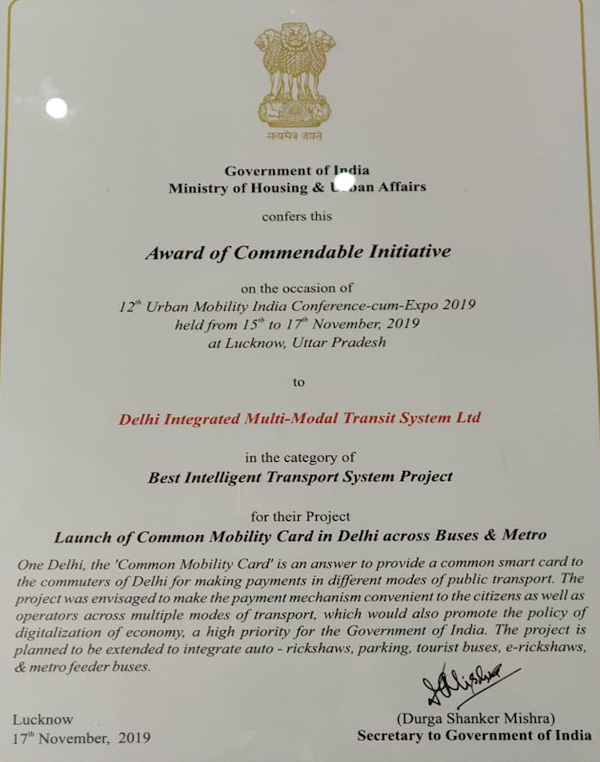 सत्यमेव जयते
Government of India
Ministry of Housing & Urban Affairs
confers this
Award of Commendable Initiative
on the occasion of
12th Urban Mobility India Conference-cum-Expo 2019
held from 15th to 17th November, 2019
at Lucknow, Uttar Pradesh
to
Delhi Integrated Multi-Modal Transit System Ltd
in the category of
Best Intelligent Transport System Project
for their Project
Launch of Common Mobility Card in Delhi across Buses & Metro
One Delhi, the 'Common Mobility Card' is an answer to provide a common smart card to
the commuters of Delhi for making payments in different modes of public transport. The
project was envisaged to make the payment mechanism convenient to the citizens as well as
operators across multiple modes of transport, which would also promote the policy of
digitalization of economy, a high priority for the Government of India. The project is
planned to be extended to integrate auto - rickshaws, parking, tourist buses, e-rickshaws,
& metro feeder buses.
Lucknow
17th November, 2019
(Durga Shanker Mishra)
Secretary to Government of India